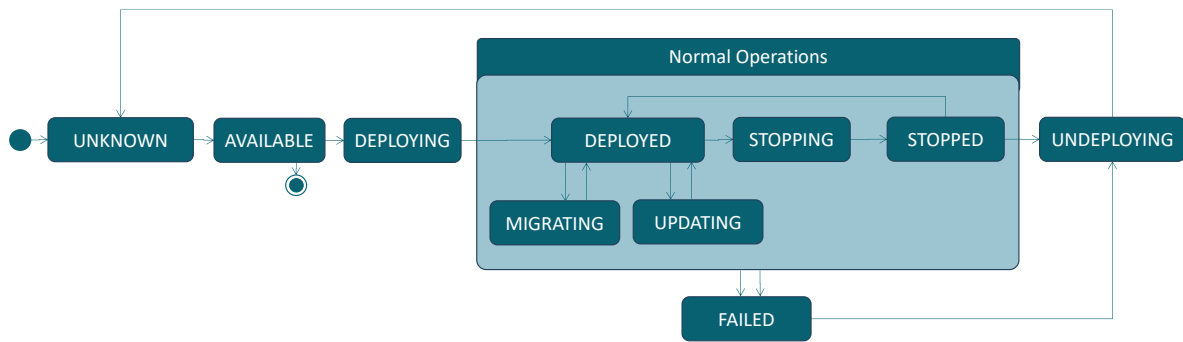 Normal Operations
UNKNOWN
AVAILABLE
DEPLOYING
DEPLOYED
STOPPING
STOPPED
UNDEPLOYING
MIGRATING
UPDATING
FAILED